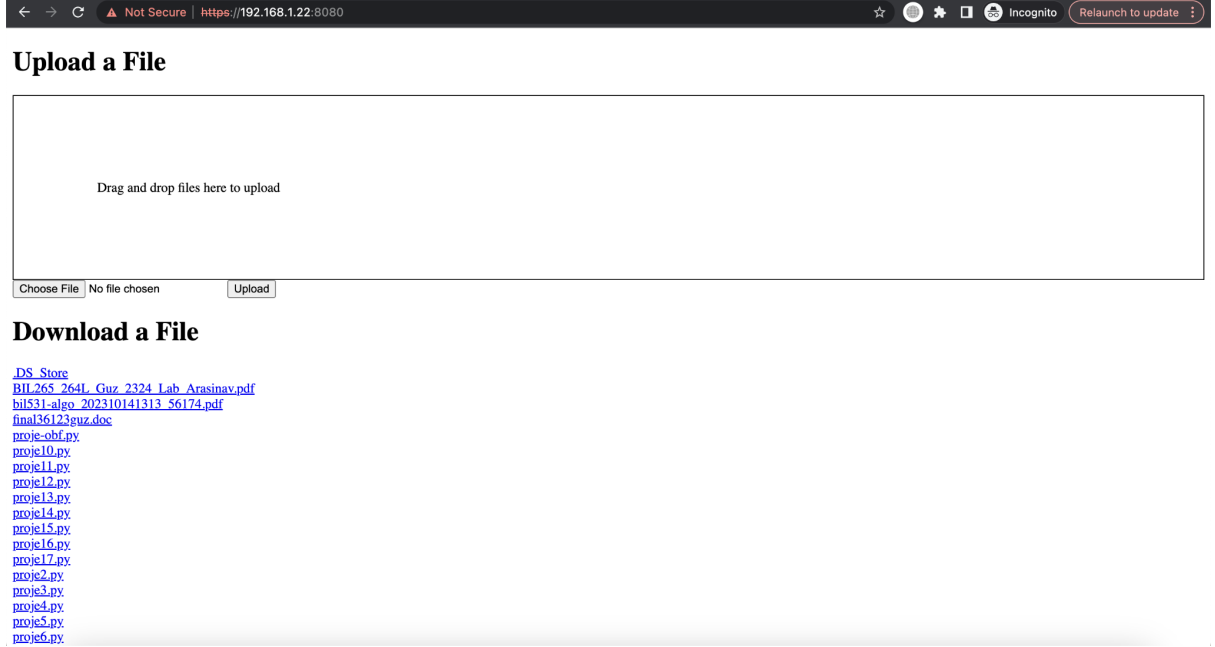 Not Secure | https://192.168.1.22:8080 Incognito Relaunch to update
Upload a File
Drag and drop files here to upload
Choose File No file chosen Upload
Download a File
.DS_Store
BIL265_264L_Guz_2324_Lab_Arasinav.pdf
bil531-algo_202310141313_56174.pdf
final36123guz.doc
proje-obf.py
proje10.py
proje11.py
proje12.py
proje13.py
proje14.py
proje15.py
proje16.py
proje17.py
proje2.py
proje3.py
proje4.py
proje5.py
proje6.py